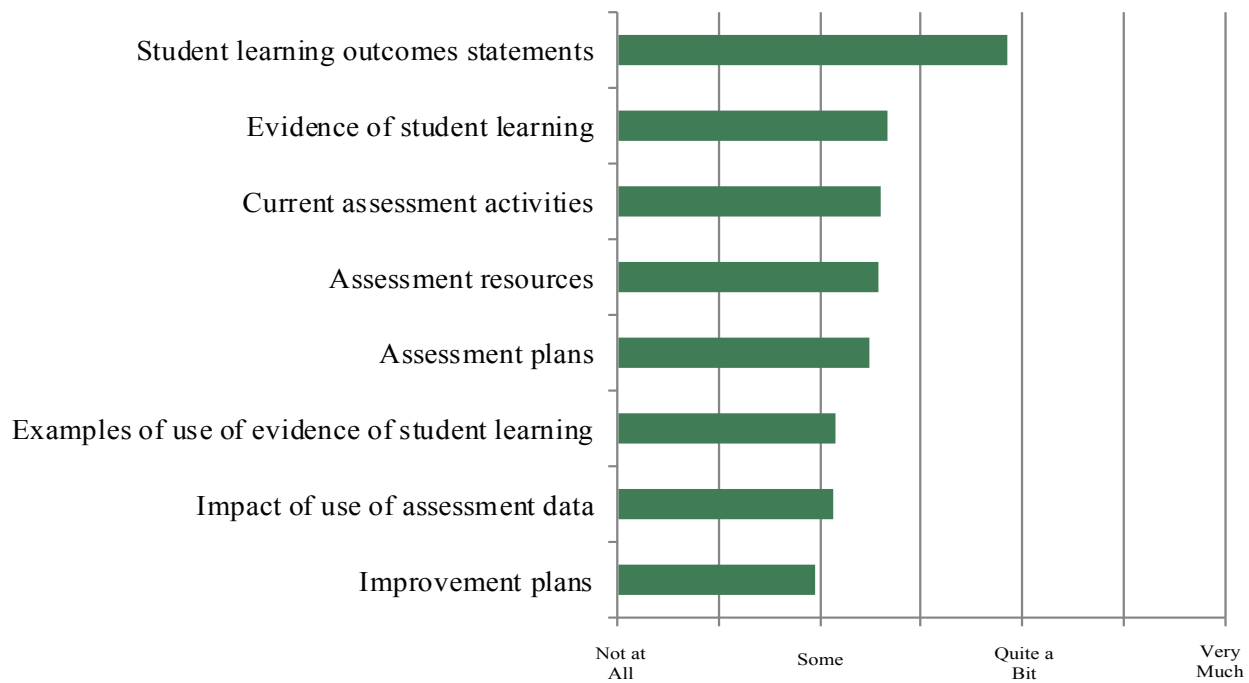 Student learning outcomes statements
Evidence of student learning
Current assessment activities
Assessment resources
Assessment plans
Examples of use of evidence of student learning
Impact of use of assessment data
Improvement plans
Not at
All
Some
Quite a
Bit
Very
Much